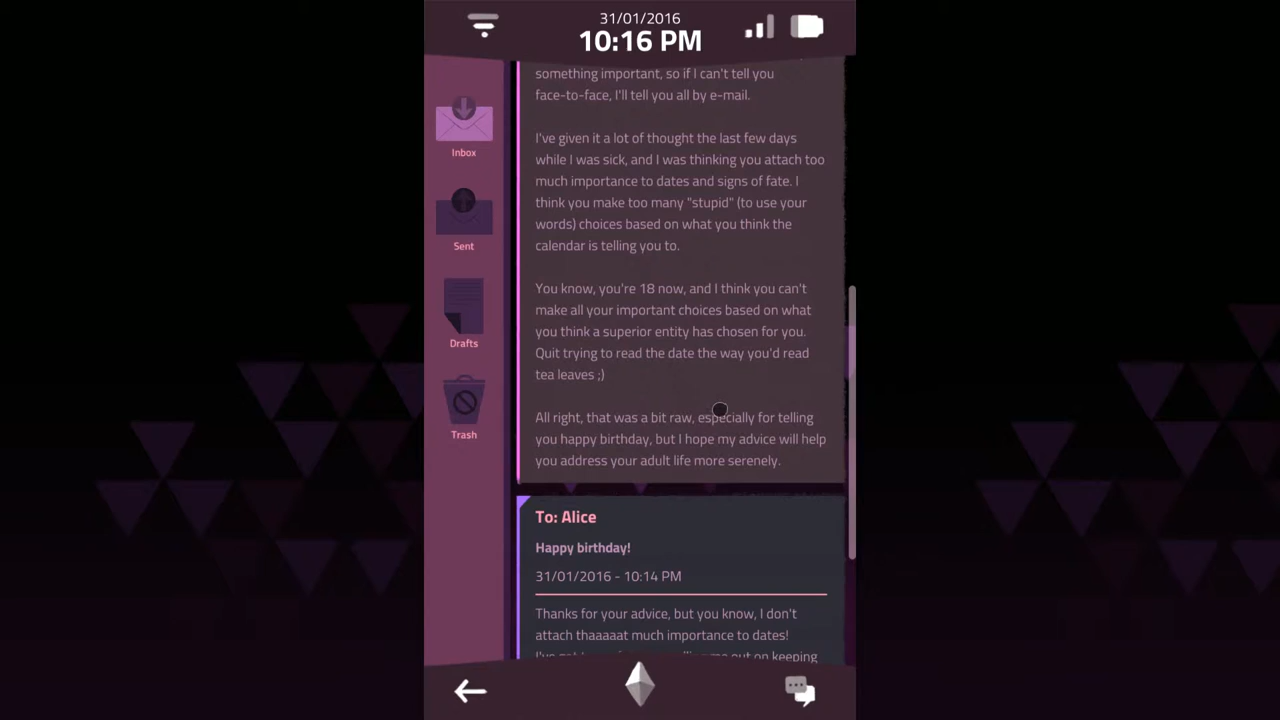 31/01/2016
10:16 PM
Inbox
Sent
Drafts
Trash
something important, so if I can't tell you
face-to-face, I'll tell you all by e-mail.
I've given it a lot of thought the last few days
while I was sick, and I was thinking you attach too
much importance to dates and signs of fate. I
think you make too many "stupid" (to use your
words) choices based on what you think the
calendar is telling you to.
You know, you're 18 now, and I think you can't
make all your important choices based on what
you think a superior entity has chosen for you.
Quit trying to read the date the way you'd read
tea leaves ;)
All right, that was a bit raw, especially for telling
you happy birthday, but I hope my advice will help
you address your adult life more serenely.
To: Alice
Happy birthday!
31/01/2016 - 10:14 PM
Thanks for your advice, but you know, I don't
attach thaaaaat much importance to dates!
out on keeping